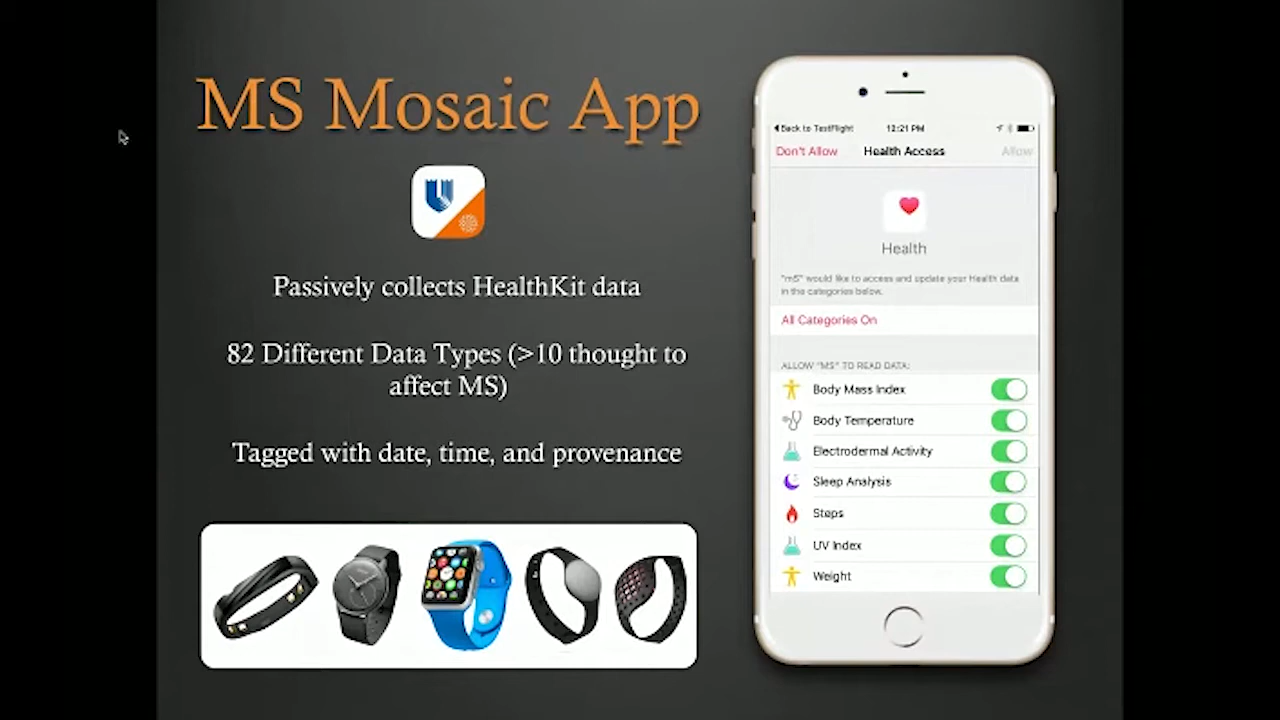 MS Mosaic App
Passively collects HealthKit data
82 Different Data Types (>10 thought to
affect MS)
Tagged with date, time, and provenance
Back to TestFlight 12:21 PM
Don't Allow Health Access Allow
Health
"mS" would like to access and update your Health data
in the categories below.
All Categories On
ALLOW "MS" TO READ DATA:
Body Mass Index
Body Temperature
Electrodermal Activity
Sleep Analysis
Steps
UV Index
Weight